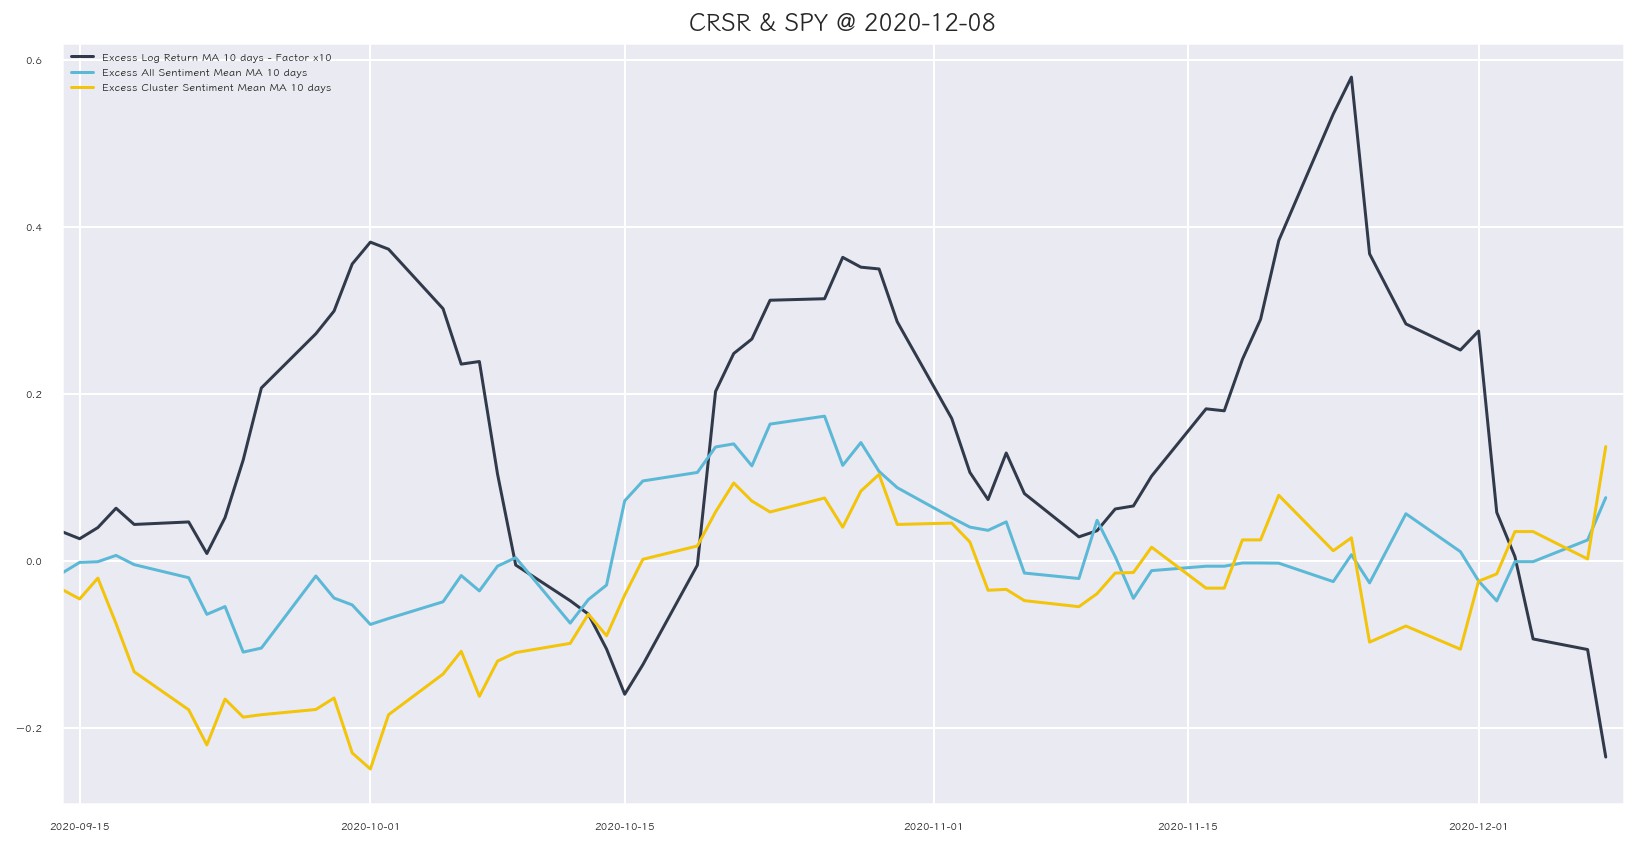 CRSR & SPY @ 2020-12-08
Excess Log Return MA 10 days - Factor x10
Excess All Sentiment Mean MA 10 days
Excess Cluster Sentiment Mean MA 10 days
0.6
0.4
0.2
0.0
−0.2
2020-09-15 2020-10-01 2020-10-15 2020-11-01 2020-11-15 2020-12-01